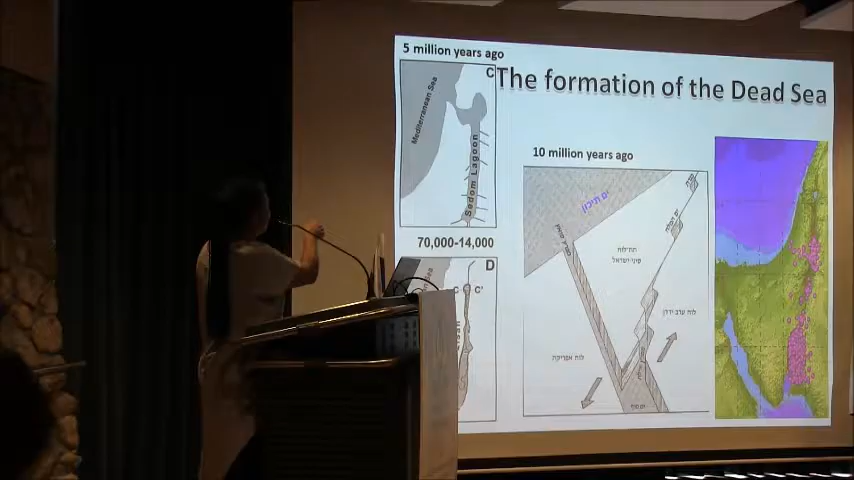 5 million years ago
The formation of the Dead Sea
C
Mediterranean Sea
Sedom Lagoon
10 million years ago
ים תיכון
תת-לוח
סיני ישראל
לוח ערב ירדן
לוח אפריקה
70,000-14,000
D
C C'